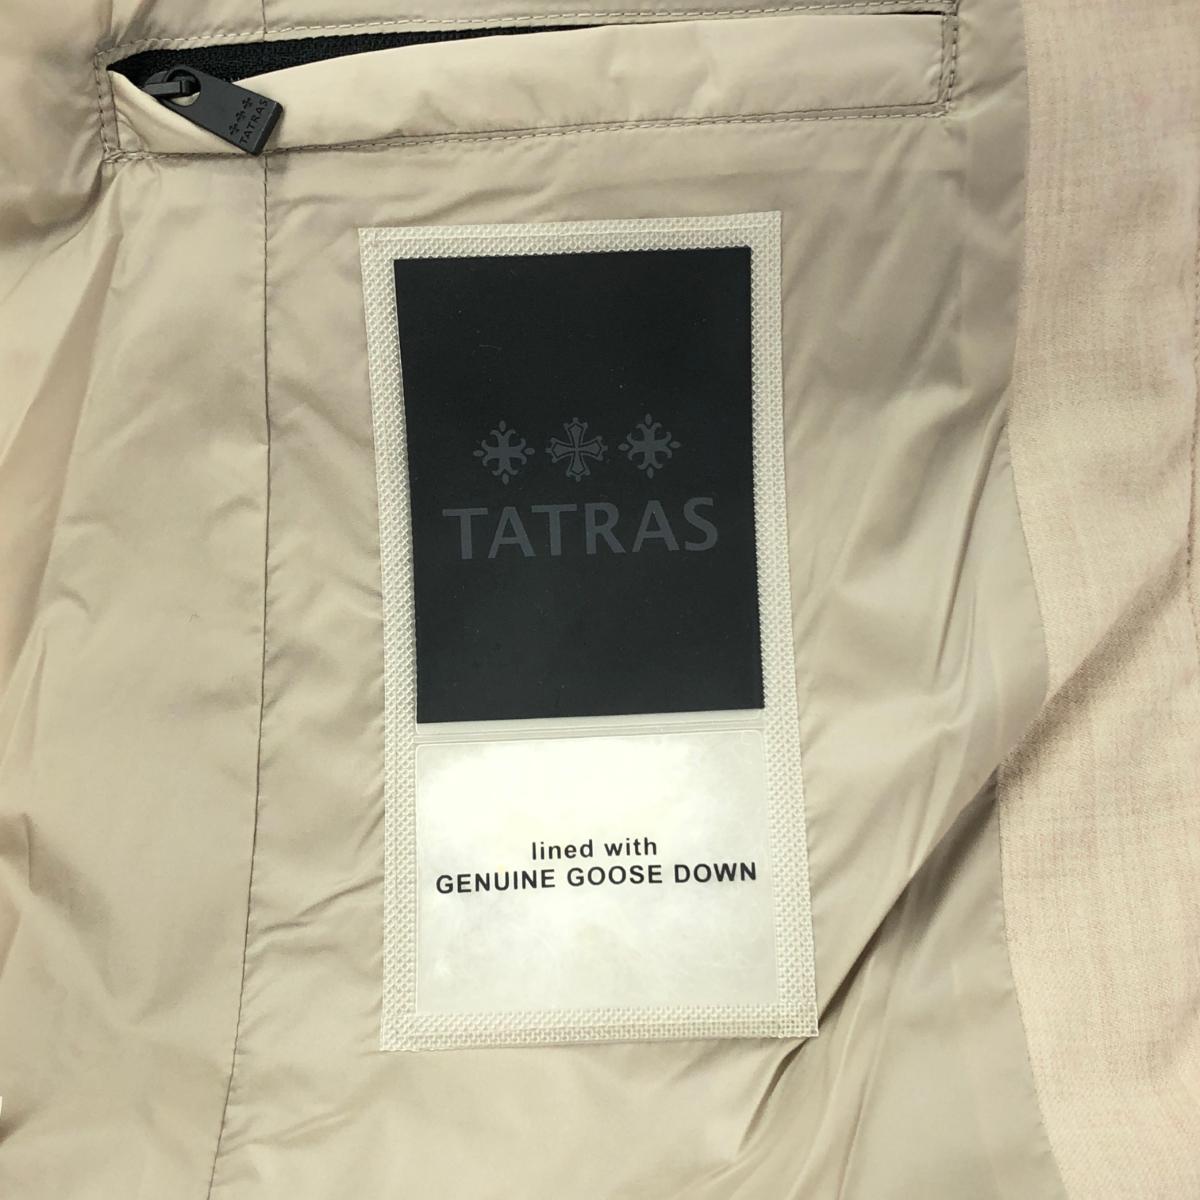 TATRAS
TATRAS
lined with
GENUINE GOOSE DOWN